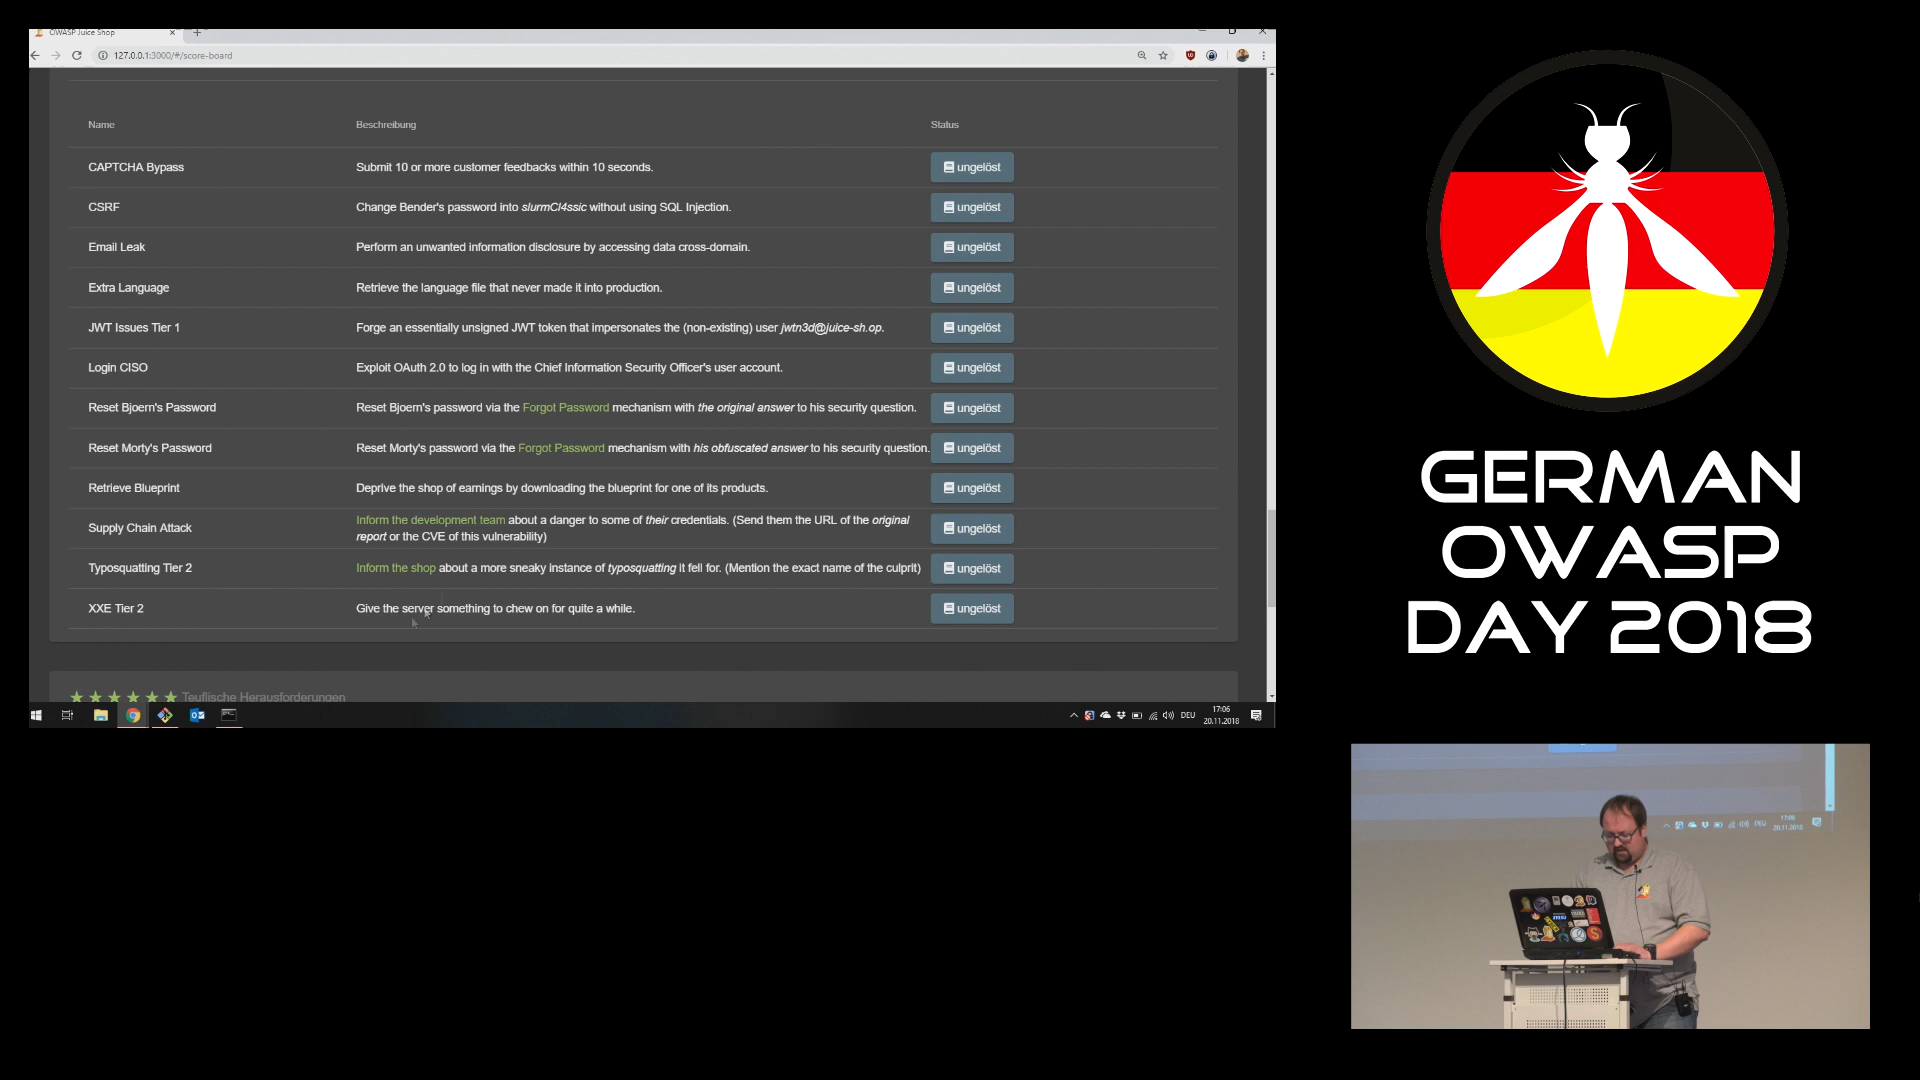 OWASP Juice Shop
127.0.0.1:3000/#/score-board
Name Beschreibung Status
CAPTCHA Bypass Submit 10 or more customer feedbacks within 10 seconds. ungelöst
CSRF Change Bender's password into slurmCl4ssic without using SQL Injection. ungelöst
Email Leak Perform an unwanted information disclosure by accessing data cross-domain. ungelöst
Extra Language Retrieve the language file that never made it into production. ungelöst
JWT Issues Tier 1 Forge an essentially unsigned JWT token that impersonates the (non-existing) user jwtn3d@juice-sh.op. ungelöst
Login CISO Exploit OAuth 2.0 to log in with the Chief Information Security Officer's user account. ungelöst
Reset Bjoern's Password Reset Bjoern's password via the Forgot Password mechanism with the original answer to his security question. ungelöst
Reset Morty's Password Reset Morty's password via the Forgot Password mechanism with his obfuscated answer to his security question. ungelöst
Retrieve Blueprint Deprive the shop of earnings by downloading the blueprint for one of its products. ungelöst
Supply Chain Attack Inform the development team about a danger to some of their credentials. (Send them the URL of the original
report or the CVE of this vulnerability) ungelöst
Typosquatting Tier 2 Inform the shop about a more sneaky instance of typosquatting it fell for. (Mention the exact name of the culprit) ungelöst
XXE Tier 2 Give the server something to chew on for quite a while. ungelöst
Teuflische Herausforderungen
DEU 17:06
20.11.2018
GERMAN
OWASP
DAY 2018
DEU 17:06
20.11.2018